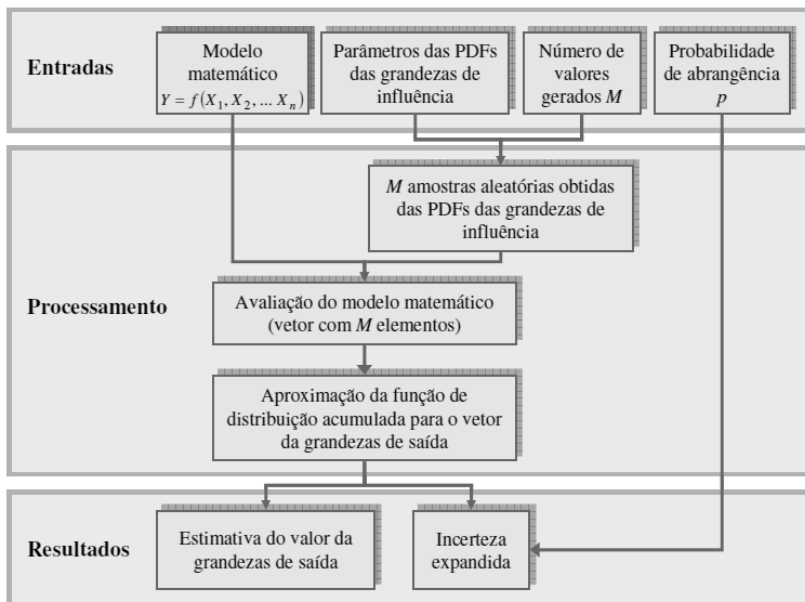 Entradas
Modelo
matemático
Y = f(X1, X2, ... Xn)
Parâmetros das PDFs
das grandezas de
influência
Número de
valores
gerados M
Probabilidade
de abrangência
p
M amostras aleatórias obtidas
das PDFs das grandezas de
influência
Processamento
Avaliação do modelo matemático
(vetor com M elementos)
Aproximação da função de
distribuição acumulada para o vetor
da grandezas de saída
Resultados
Estimativa do valor da
grandezas de saída
Incerteza
expandida